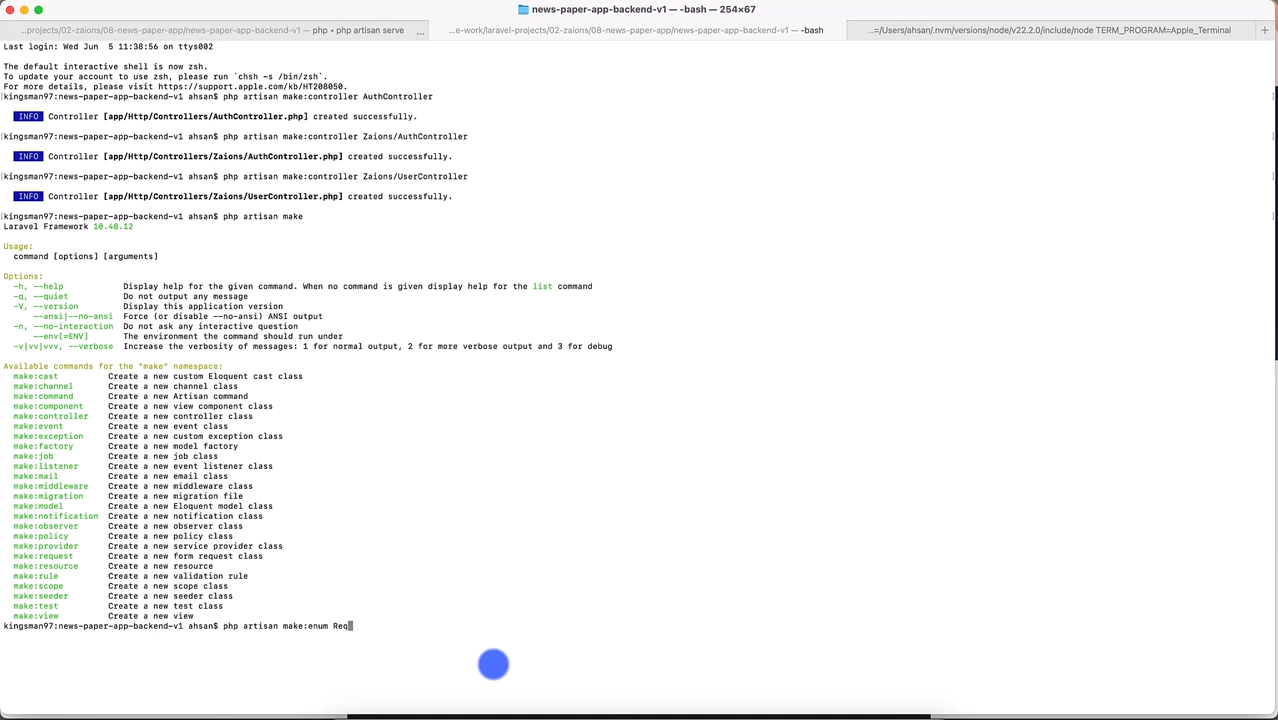 news-paper-app-backend-v1 — -bash — 254×67
...projects/02-zaions/08-news-paper-app/news-paper-app-backend-v1 — php • php artisan serve ...
...e-work/laravel-projects/02-zaions/08-news-paper-app/news-paper-app-backend-v1 — -bash
...=/Users/ahsan/.nvm/versions/node/v22.2.0/include/node TERM_PROGRAM=Apple_Terminal
+
Last login: Wed Jun  5 11:38:56 on ttys002
The default interactive shell is now zsh.
To update your account to use zsh, please run `chsh -s /bin/zsh`.
For more details, please visit https://support.apple.com/kb/HT208050.
[kingsman97:news-paper-app-backend-v1 ahsan$ php artisan make:controller AuthController ]
INFO  Controller [app/Http/Controllers/AuthController.php] created successfully.
[kingsman97:news-paper-app-backend-v1 ahsan$ php artisan make:controller Zaions/AuthController ]
INFO  Controller [app/Http/Controllers/Zaions/AuthController.php] created successfully.
[kingsman97:news-paper-app-backend-v1 ahsan$ php artisan make:controller Zaions/UserController ]
INFO  Controller [app/Http/Controllers/Zaions/UserController.php] created successfully.
[kingsman97:news-paper-app-backend-v1 ahsan$ php artisan make ]
Laravel Framework 10.48.12
Usage:
command [options] [arguments]
Options:
-h, --help            Display help for the given command. When no command is given display help for the list command
-q, --quiet           Do not output any message
-V, --version         Display this application version
--ansi|--no-ansi  Force (or disable --no-ansi) ANSI output
-n, --no-interaction  Do not ask any interactive question
--env[=ENV]       The environment the command should run under
-v|vv|vvv, --verbose  Increase the verbosity of messages: 1 for normal output, 2 for more verbose output and 3 for debug
Available commands for the "make" namespace:
make:cast          Create a new custom Eloquent cast class
make:channel       Create a new channel class
make:command       Create a new Artisan command
make:component     Create a new view component class
make:controller    Create a new controller class
make:event         Create a new event class
make:exception     Create a new custom exception class
make:factory       Create a new model factory
make:job           Create a new job class
make:listener      Create a new event listener class
make:mail          Create a new email class
make:middleware    Create a new middleware class
make:migration     Create a new migration file
make:model         Create a new Eloquent model class
make:notification  Create a new notification class
make:observer      Create a new observer class
make:policy        Create a new policy class
make:provider      Create a new service provider class
make:request       Create a new form request class
make:resource      Create a new resource
make:rule          Create a new validation rule
make:scope         Create a new scope class
make:seeder        Create a new seeder class
make:test          Create a new test class
make:view          Create a new view
kingsman97:news-paper-app-backend-v1 ahsan$ php artisan make:enum Req